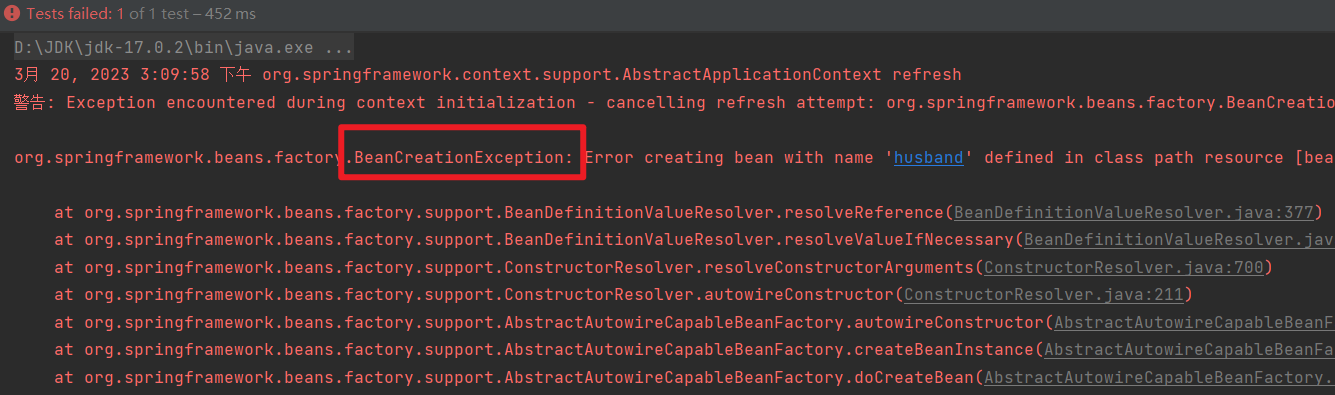 Tests failed: 1 of 1 test – 452 ms
D:\JDK\jdk-17.0.2\bin\java.exe ...
3月 20, 2023 3:09:58 下午 org.springframework.context.support.AbstractApplicationContext refresh
警告: Exception encountered during context initialization - cancelling refresh attempt: org.springframework.beans.factory.BeanCreatio
org.springframework.beans.factory.BeanCreationException: Error creating bean with name 'husband' defined in class path resource [bea
at org.springframework.beans.factory.support.BeanDefinitionValueResolver.resolveReference(BeanDefinitionValueResolver.java:377)
at org.springframework.beans.factory.support.BeanDefinitionValueResolver.resolveValueIfNecessary(BeanDefinitionValueResolver.jav
at org.springframework.beans.factory.support.ConstructorResolver.resolveConstructorArguments(ConstructorResolver.java:700)
at org.springframework.beans.factory.support.ConstructorResolver.autowireConstructor(ConstructorResolver.java:211)
at org.springframework.beans.factory.support.AbstractAutowireCapableBeanFactory.autowireConstructor(AbstractAutowireCapableBeanF
at org.springframework.beans.factory.support.AbstractAutowireCapableBeanFactory.createBeanInstance(AbstractAutowireCapableBeanFa
at org.springframework.beans.factory.support.AbstractAutowireCapableBeanFactory.doCreateBean(AbstractAutowireCapableBeanFactory.